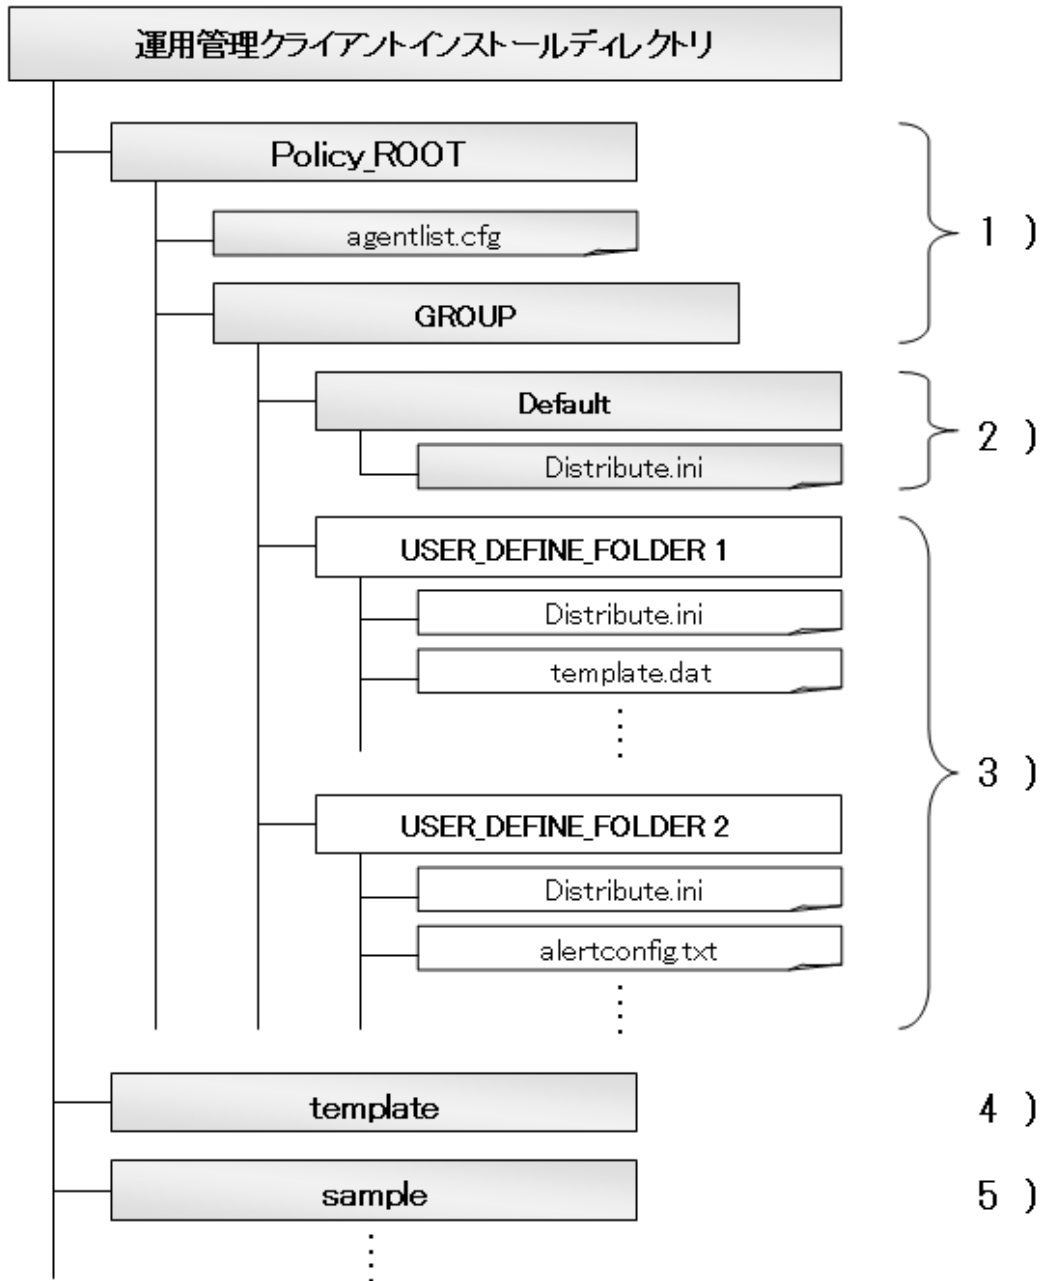 運用管理クライアントインストールディレクトリ
Policy_ROOT
agentlist.cfg
1 )
GROUP
Default
2 )
Distribute.ini
USER_DEFINE_FOLDER 1
Distribute.ini
template.dat
3 )
USER_DEFINE_FOLDER 2
Distribute.ini
alertconfig.txt
template
4 )
sample
5 )